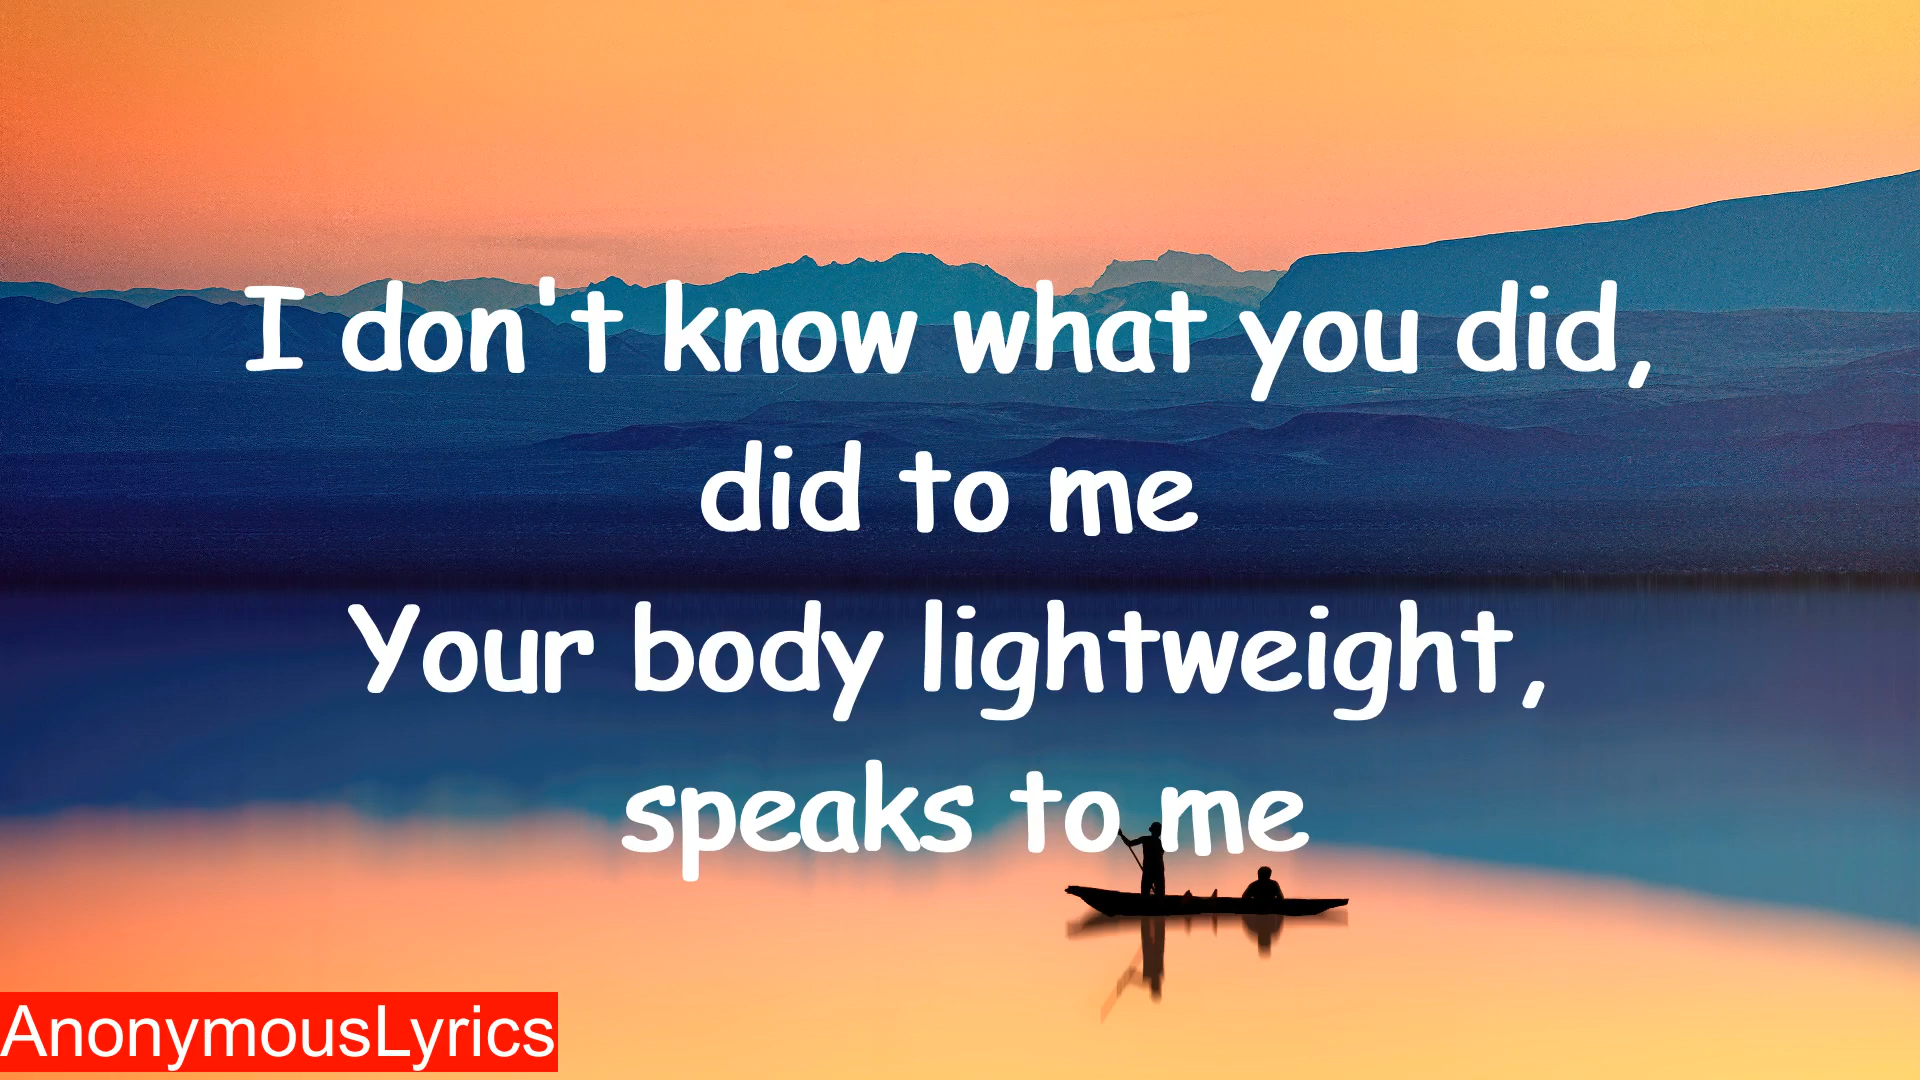 I don't know what you did,
did to me
Your body lightweight,
speaks to me
AnonymousLyrics